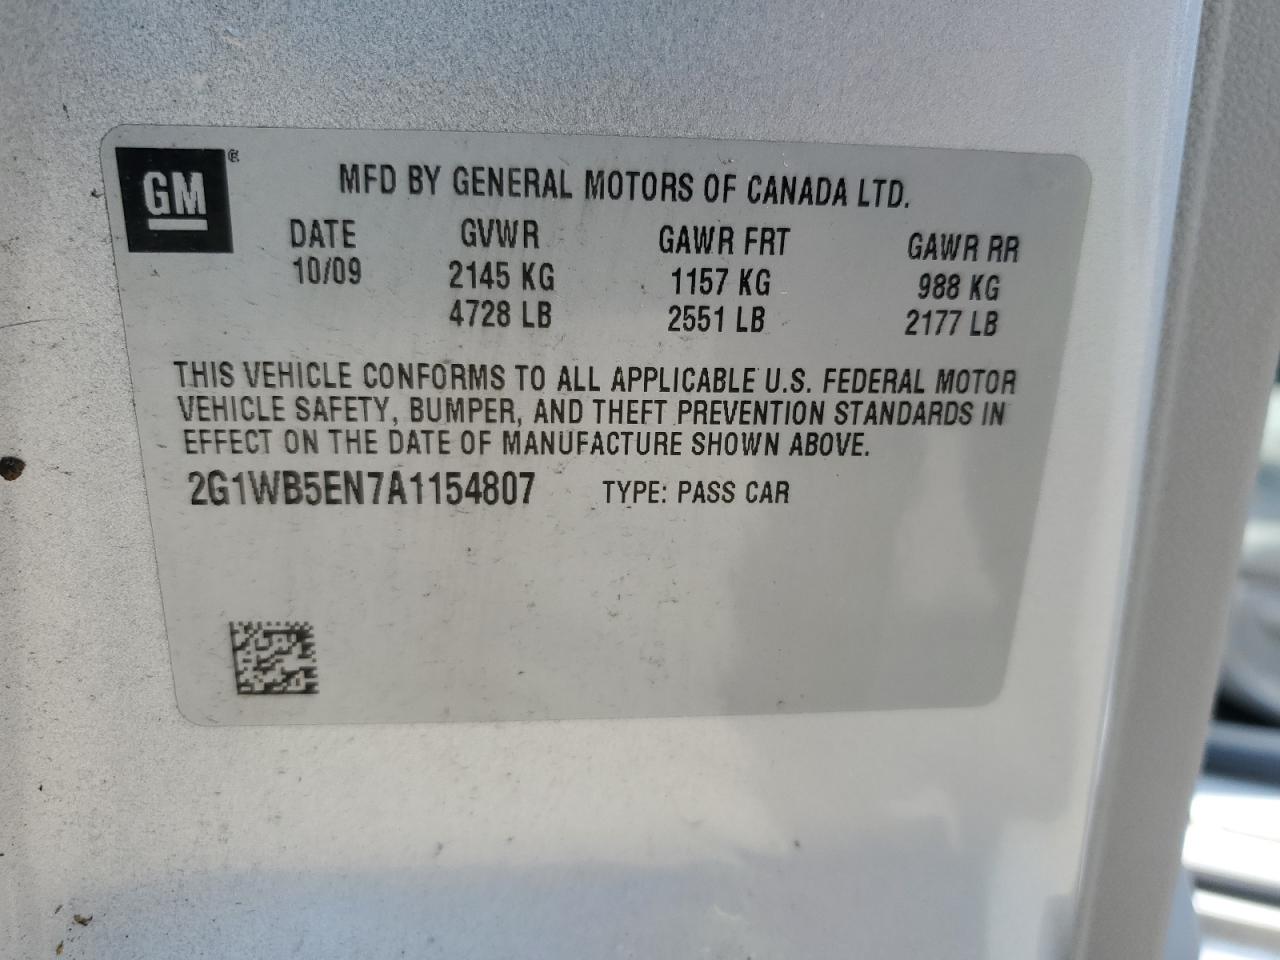 GM®
MFD BY GENERAL MOTORS OF CANADA LTD.
DATE GVWR GAWR FRT GAWR RR
10/09 2145 KG 1157 KG 988 KG
4728 LB 2551 LB 2177 LB
THIS VEHICLE CONFORMS TO ALL APPLICABLE U.S. FEDERAL MOTOR
VEHICLE SAFETY, BUMPER, AND THEFT PREVENTION STANDARDS IN
EFFECT ON THE DATE OF MANUFACTURE SHOWN ABOVE.
2G1WB5EN7A1154807 TYPE: PASS CAR